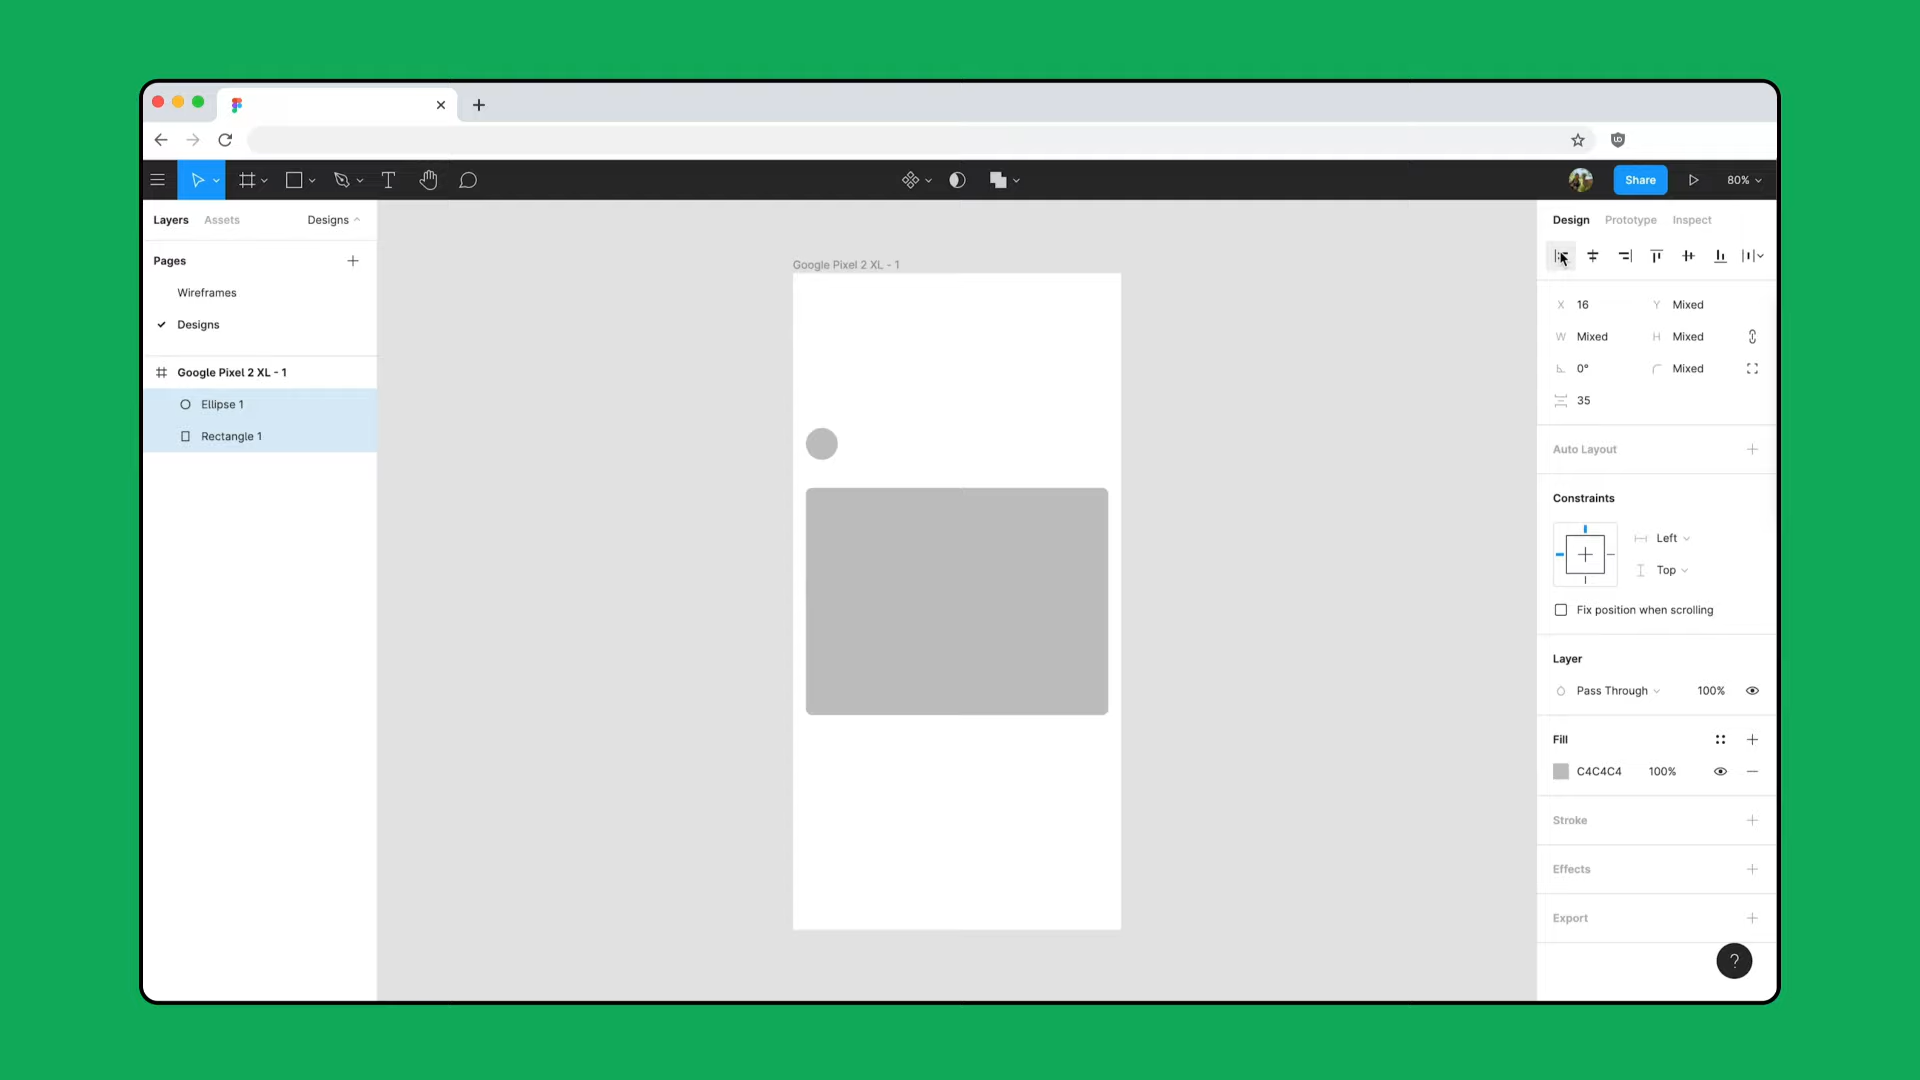 Share
80%
Layers
Assets
Designs
Design
Prototype
Inspect
Pages
Wireframes
Designs
Google Pixel 2 XL - 1
Ellipse 1
Rectangle 1
Google Pixel 2 XL - 1
X 16 Y Mixed
W Mixed H Mixed
0° Mixed
35
Auto Layout
Constraints
Left
Top
Fix position when scrolling
Layer
Pass Through 100%
Fill
C4C4C4 100%
Stroke
Effects
Export
?